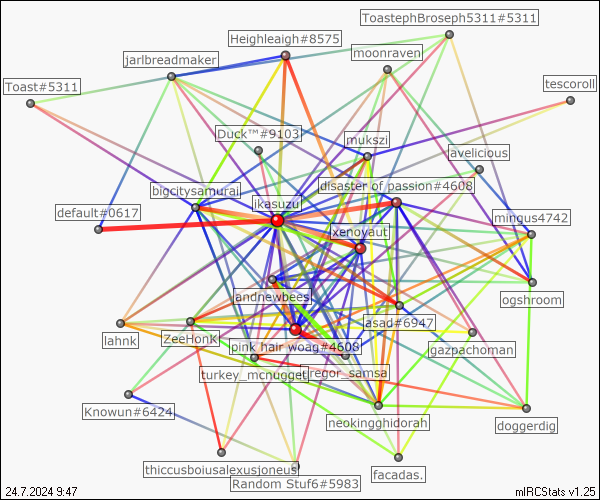 ToastephBroseph5311#5311
Heighleaigh#8575
moonraven
jarlbreadmaker
Toast#5311
tescoroll
Duck™#9103
mukszi
avelicious
bigcitysamurai
disaster of passion#4608
jkasuzu
default#0617
mingus4742
xenoyaut
andnewbees
ogshroom
asad#6947
lahnk
ZeeHonK
pink hair woag#4608
gazpachoman
turkey_mcnugget
gregor_samsa
Knowun#6424
neokingghidorah
doggerdig
thiccusboiusalexusjoneus
facadas.
Random Stuf6#5983
24.7.2024 9:47
mIRCStats v1.25